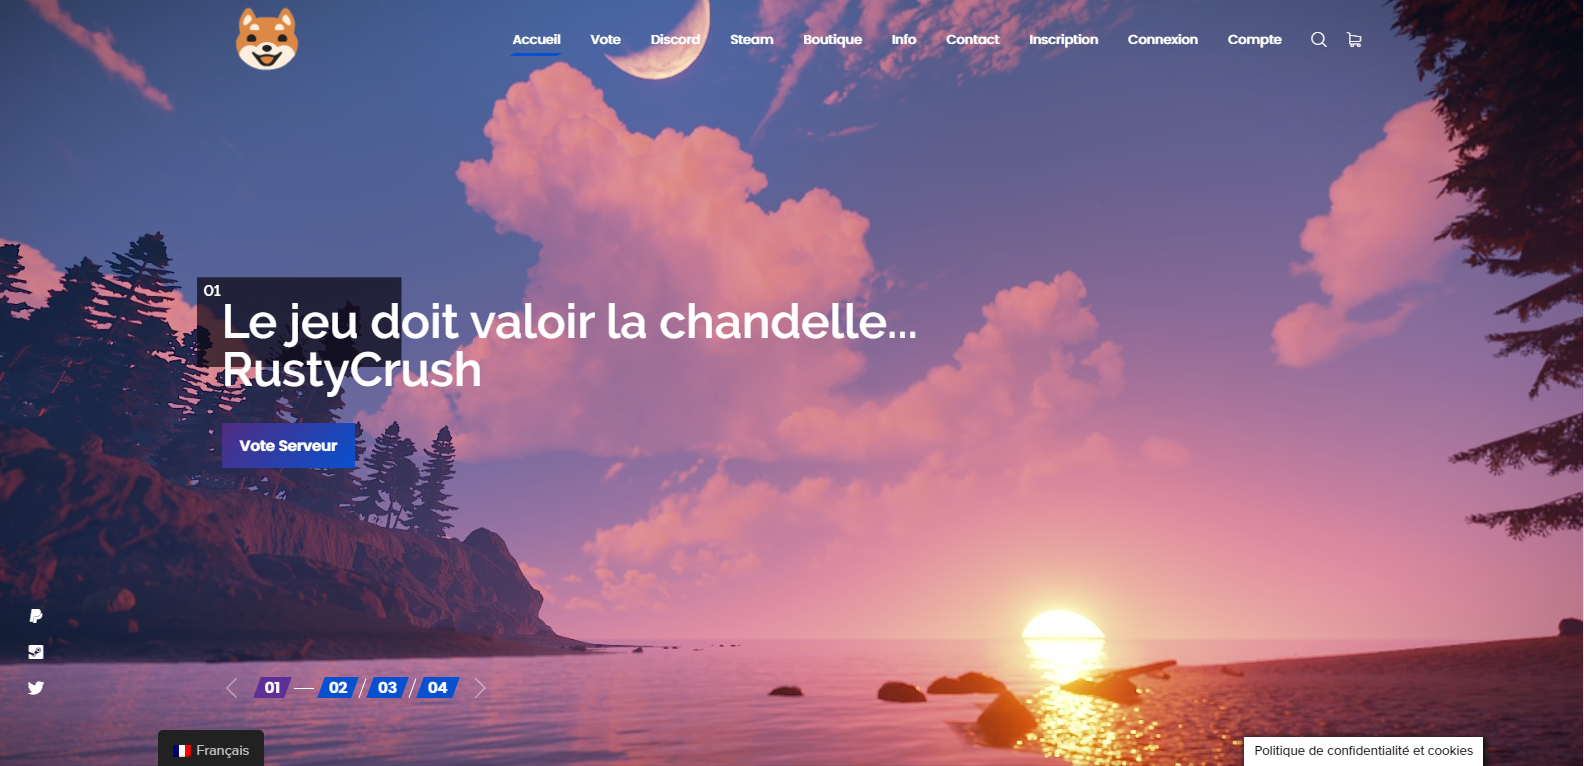 Accueil Vote Discord Steam Boutique Info Contact Inscription Connexion Compte
01
Le jeu doit valoir la chandelle...
RustyCrush
Vote Serveur
01 02 03 04
Français
Politique de confidentialité et cookies